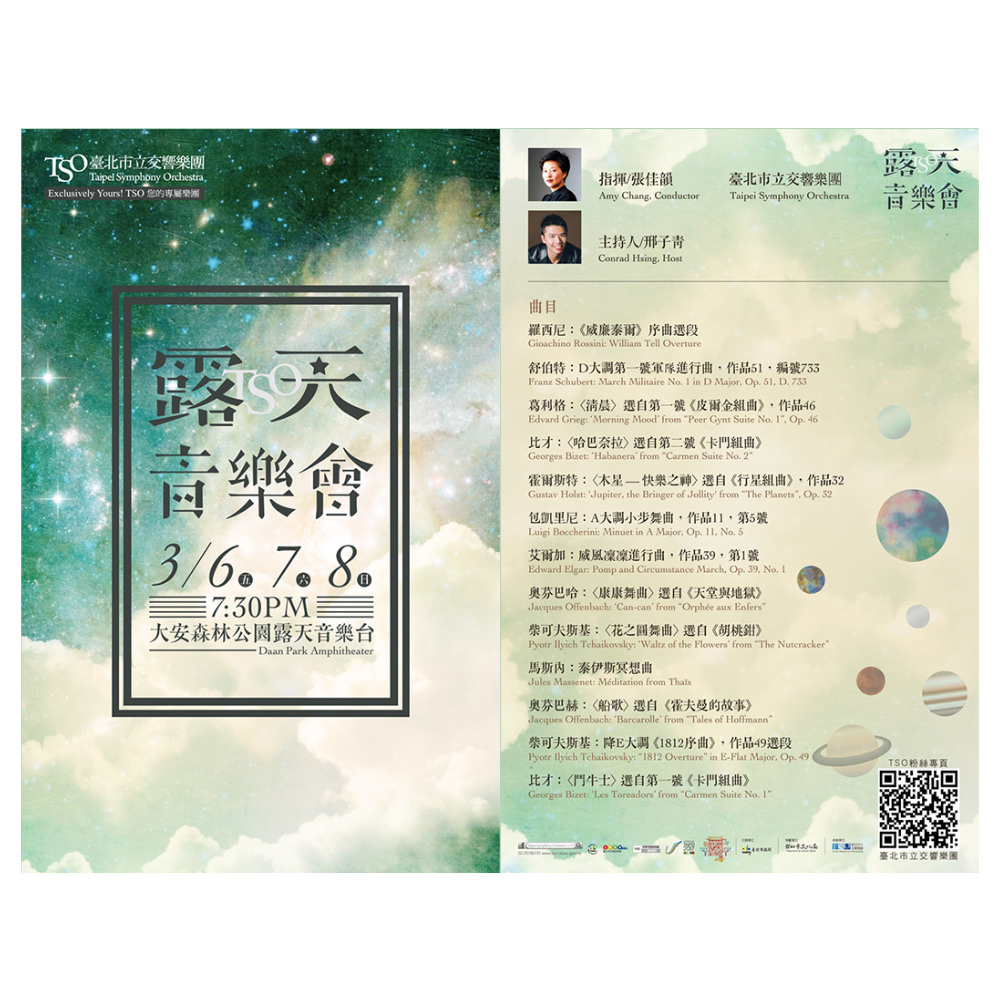 TSO 臺北市立交響樂團
Taipei Symphony Orchestra
Exclusively Yours! TSO 您的專屬樂團
露TSO天
音樂會
3/6五 7六 8日
7:30PM
大安森林公園露天音樂台
Daan Park Amphitheater
露TSO天
音樂會
指揮/張佳韻 臺北市立交響樂團
Amy Chang, Conductor Taipei Symphony Orchestra
主持人/邢子青
Conrad Hsing, Host
曲目
羅西尼:《威廉泰爾》序曲選段
Gioachino Rossini: William Tell Overture
舒伯特:D大調第一號軍隊進行曲,作品51,編號733
Franz Schubert: March Militaire No. 1 in D Major, Op. 51, D. 733
葛利格:〈清晨〉選自第一號《皮爾金組曲》,作品46
Edvard Grieg: 'Morning Mood' from "Peer Gynt Suite No. 1", Op. 46
比才:〈哈巴奈拉〉選自第二號《卡門組曲》
Georges Bizet: 'Habanera' from "Carmen Suite No. 2"
霍爾斯特:〈木星 — 快樂之神〉選自《行星組曲》,作品32
Gustav Holst: 'Jupiter, the Bringer of Jollity' from "The Planets", Op. 32
包凱里尼:A大調小步舞曲,作品11,第5號
Luigi Boccherini: Minuet in A Major, Op. 11, No. 5
艾爾加:威風凜凜進行曲,作品39,第1號
Edward Elgar: Pomp and Circumstance March, Op. 39, No. 1
奧芬巴哈:〈康康舞曲〉選自《天堂與地獄》
Jacques Offenbach: 'Can-can' from "Orphée aux Enfers"
柴可夫斯基:〈花之圓舞曲〉選自《胡桃鉗》
Pyotr Ilyich Tchaikovsky: 'Waltz of the Flowers' from "The Nutcracker"
馬斯內:泰伊斯冥想曲
Jules Massenet: Méditation from Thaïs
奧芬巴赫:〈船歌〉選自《霍夫曼的故事》
Jacques Offenbach: 'Barcarolle' from "Tales of Hoffmann"
柴可夫斯基:降E大調《1812序曲》,作品49選段
Pyotr Ilyich Tchaikovsky: "1812 Overture" in E-Flat Major, Op. 49
比才:〈鬥牛士〉選自第一號《卡門組曲》
Georges Bizet: 'Les Toreadors' from "Carmen Suite No. 1"
TSO粉絲專頁
臺北市立交響樂團